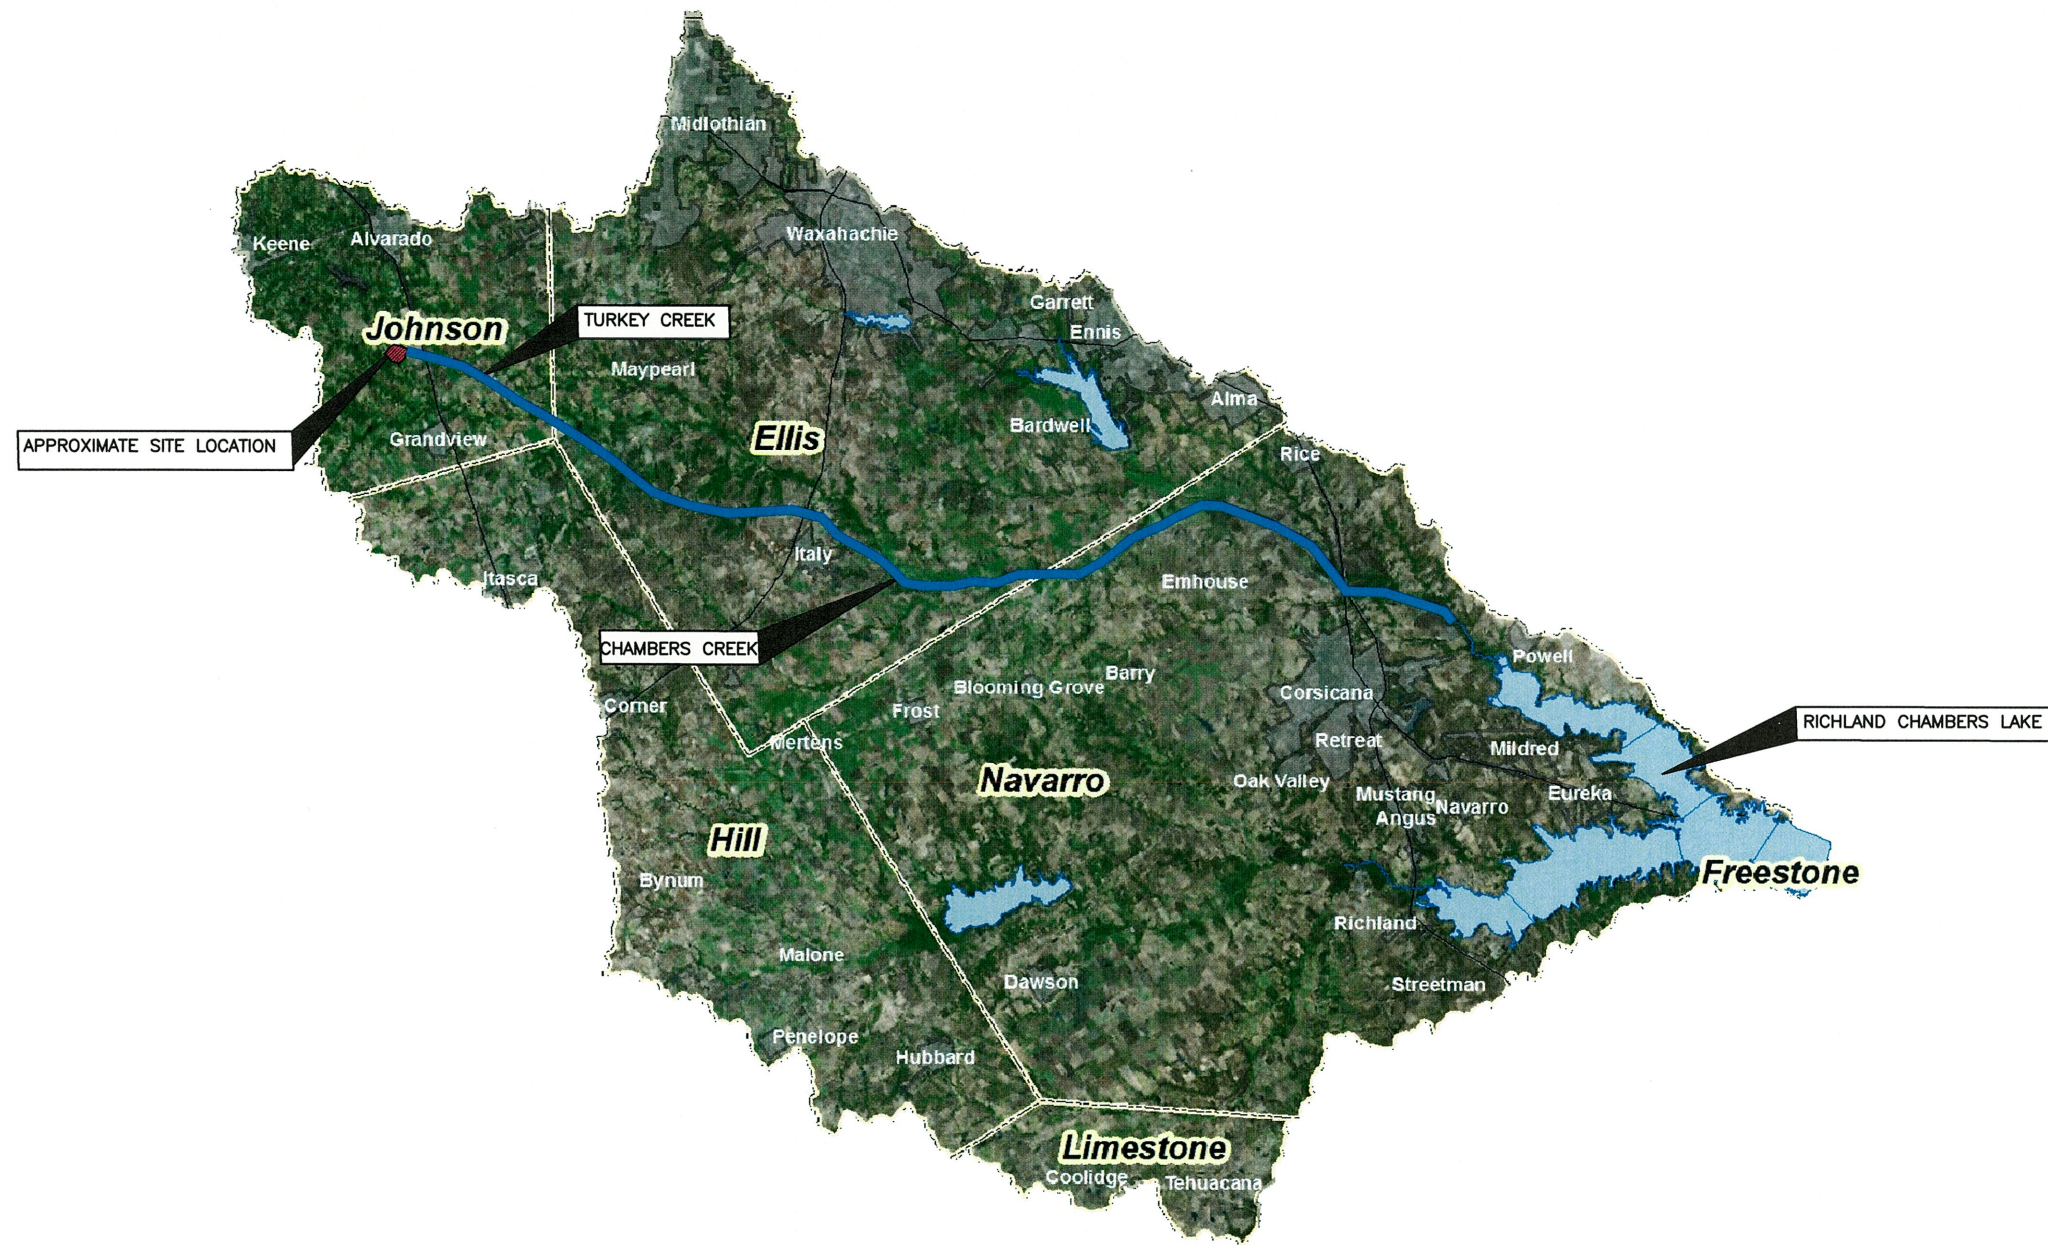 Midlothian
Waxahachie
Keene
Alvarado
Garrett
Ennis
Johnson
TURKEY CREEK
Maypearl
Alma
Bardwell
Ellis
APPROXIMATE SITE LOCATION
Grandview
Rice
Italy
Itasca
Emhouse
CHAMBERS CREEK
Powell
Barry
Blooming Grove
Corsicana
Corner
Frost
RICHLAND CHAMBERS LAKE
Mertens
Retreat
Mildred
Navarro
Oak Valley
Mustang
Navarro
Eureka
Angus
Hill
Freestone
Bynum
Richland
Malone
Dawson
Streetman
Penelope
Hubbard
Limestone
Coolidge
Tehuacana